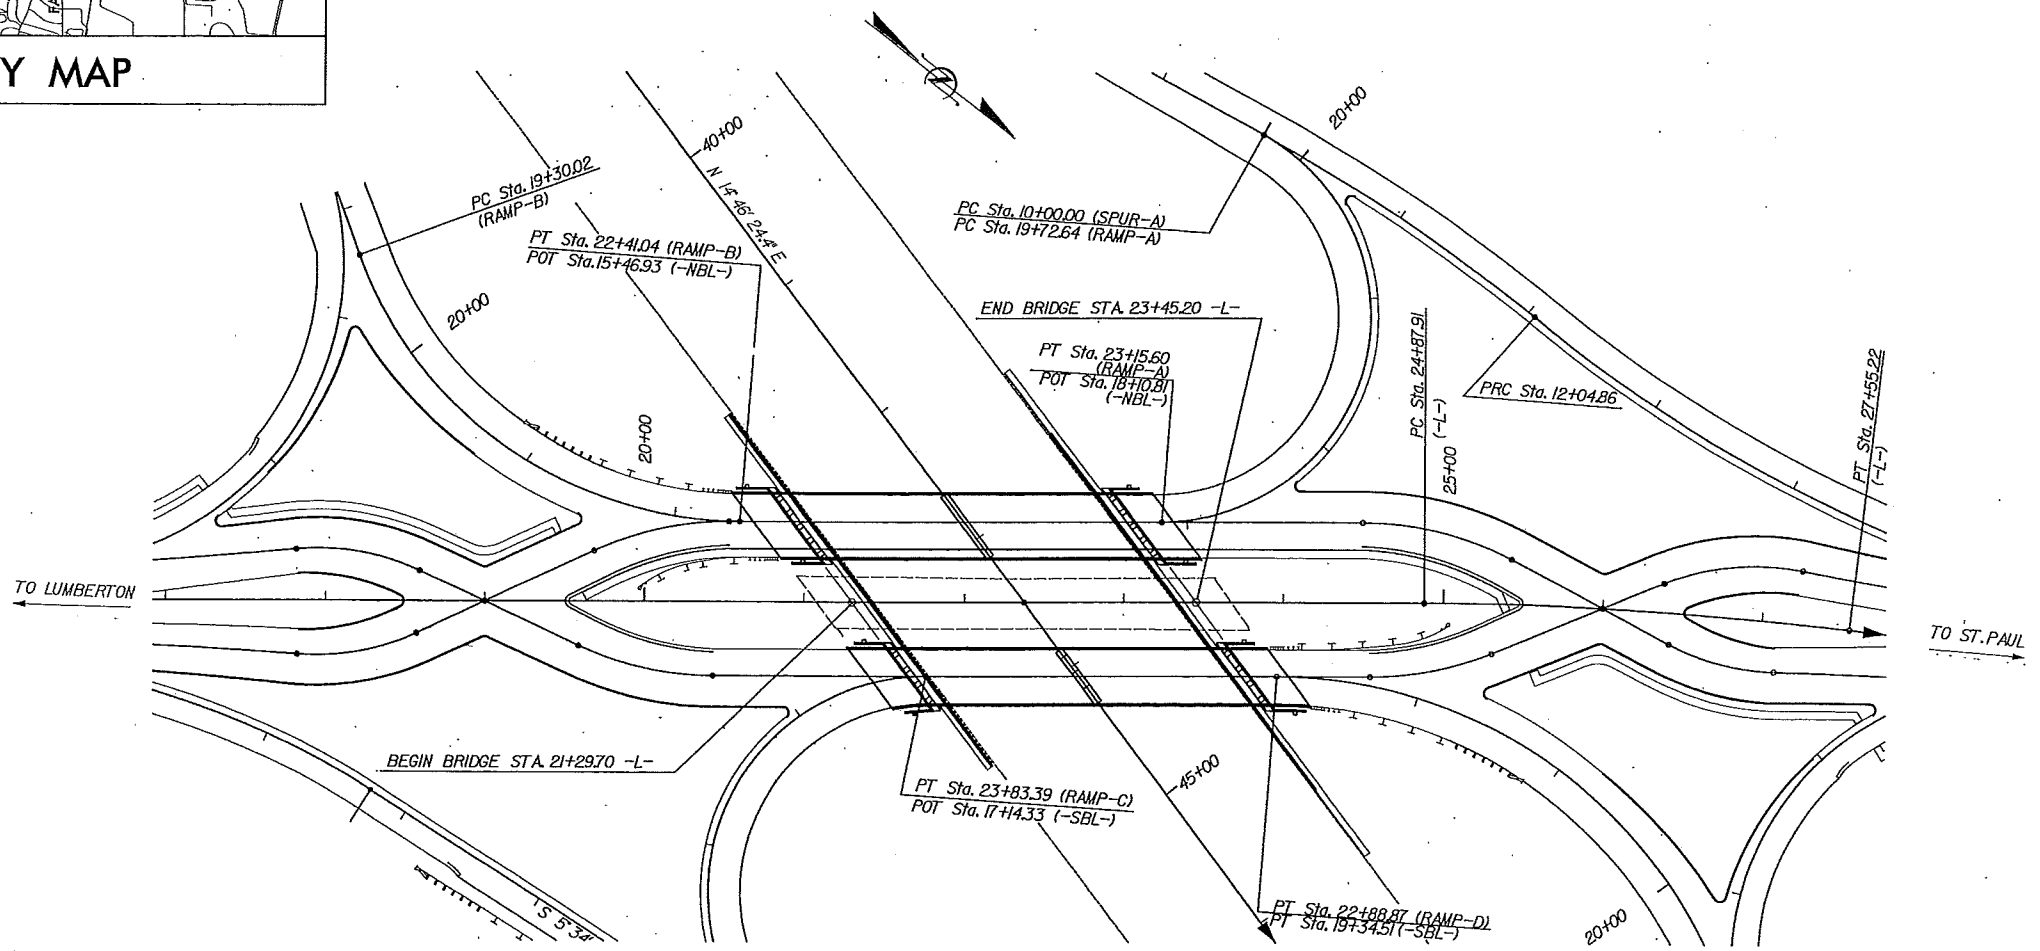 Y MAP
40+00
N 14° 46' 24.4" E
20+00
PC Sta. 19+30.02
(RAMP-B)
PC Sta. 10+00.00 (SPUR-A)
PC Sta. 19+72.64 (RAMP-A)
PT Sta. 22+41.04 (RAMP-B)
POT Sta. 15+46.93 (-NBL-)
20+00
END BRIDGE STA. 23+45.20 -L-
PT Sta. 23+15.60
(RAMP-A)
POT Sta. 18+10.81
(-NBL-)
PC Sta. 24+87.91
(-L-)
25+00
PRC Sta. 12+04.86
PT Sta. 27+55.22
(-L-)
20+00
TO LUMBERTON
TO ST. PAUL
BEGIN BRIDGE STA. 21+29.70 -L-
PT Sta. 23+83.39 (RAMP-C)
POT Sta. 17+14.33 (-SBL-)
45+00
PT Sta. 22+88.87 (RAMP-D)
PT Sta. 19+34.51 (-SBL-)
S 5°34'
20+00